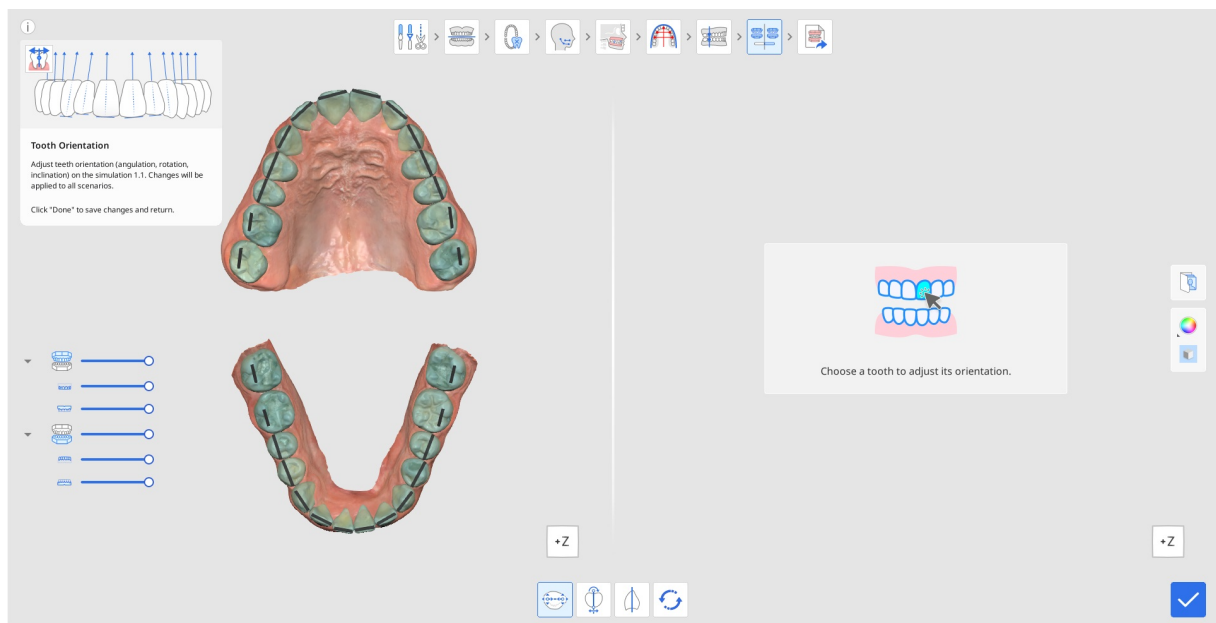 Tooth Orientation
Adjust teeth orientation (angulation, rotation,
inclination) on the simulation 1.1. Changes will be
applied to all scenarios.
Click "Done" to save changes and return.
Choose a tooth to adjust its orientation.
+Z
+Z